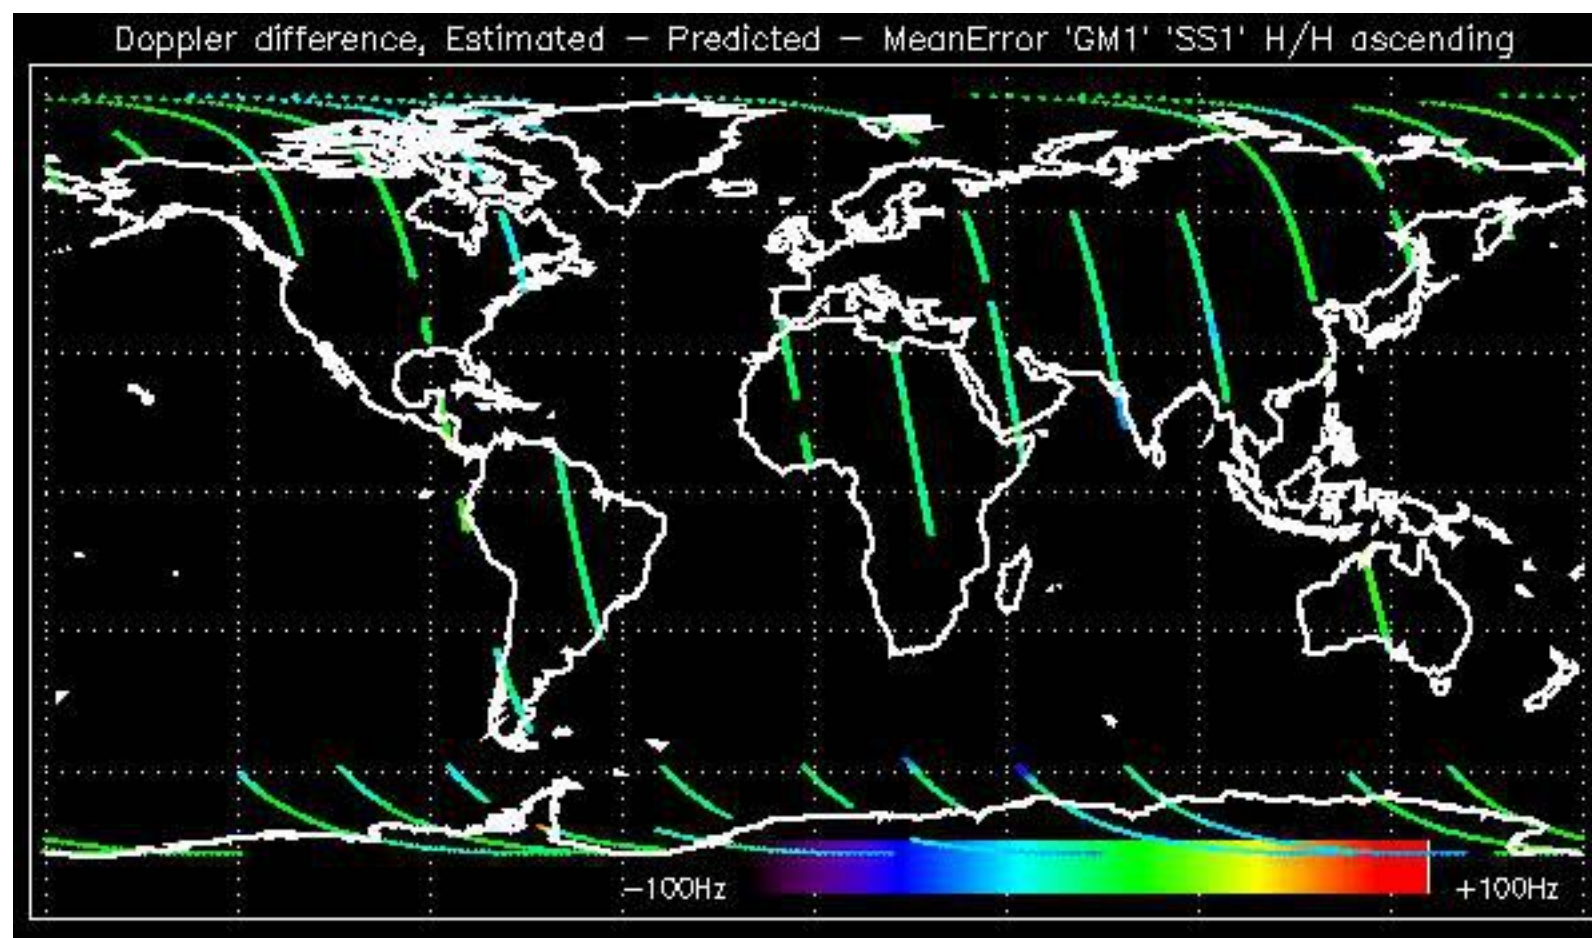 Doppler difference, Estimated – Predicted – MeanError 'GM1' 'SS1' H/H ascending
-100Hz
+100Hz